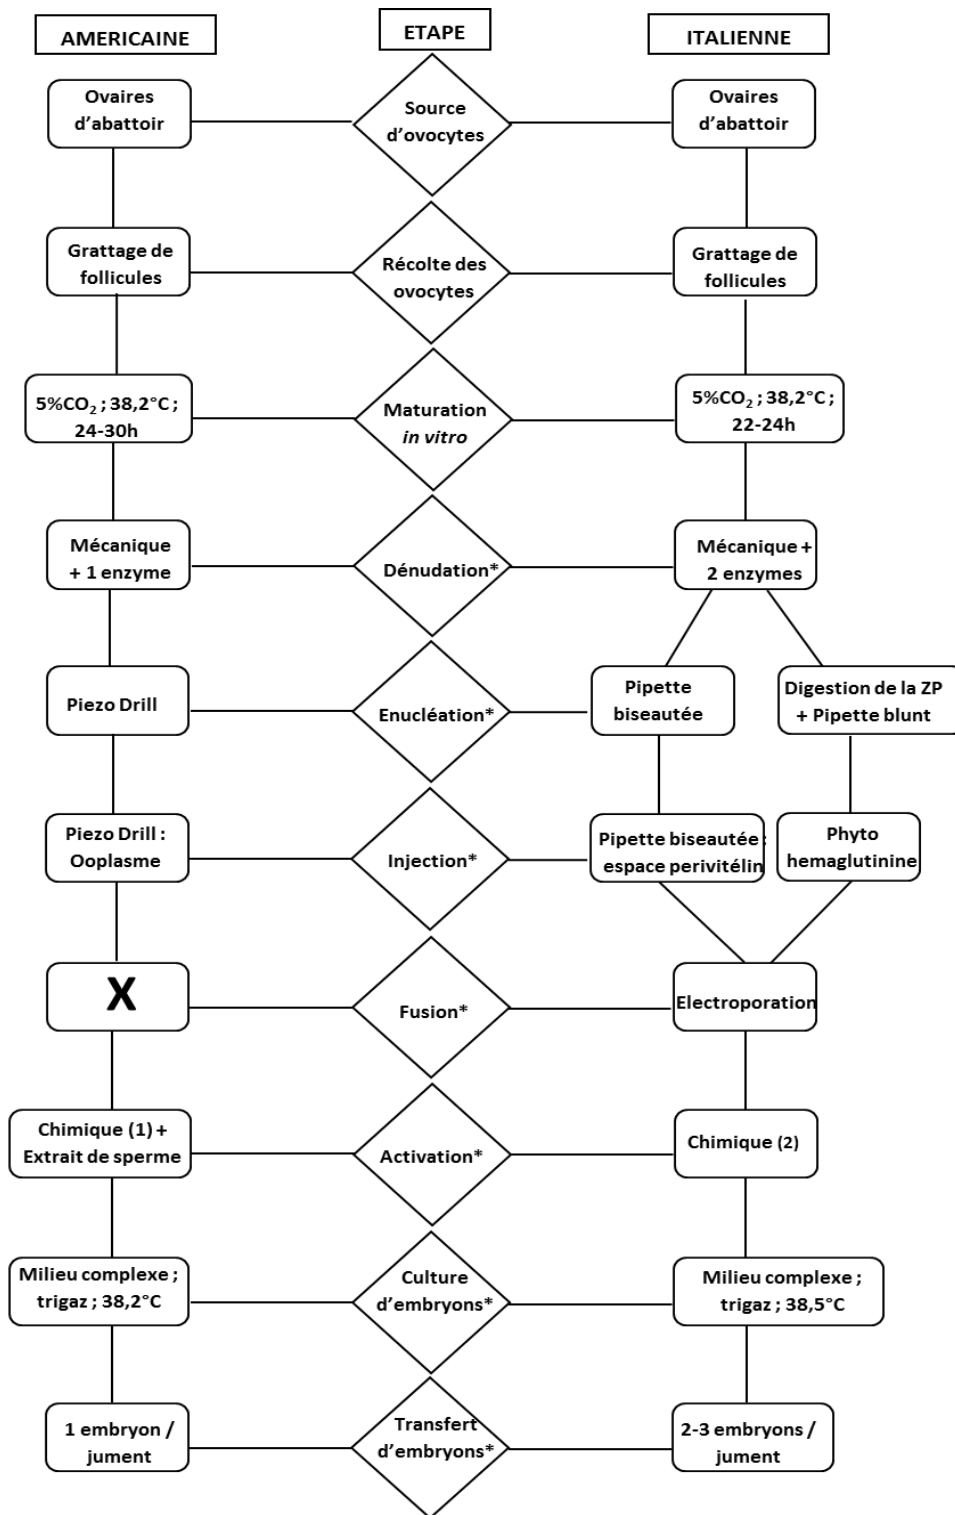 AMERICAINE
ETAPE
ITALIENNE
Ovaires
d’abattoir
Source
d’ovocytes
Ovaires
d’abattoir
Grattage de
follicules
Récolte des
ovocytes
Grattage de
follicules
5%CO₂ ; 38,2°C ;
24-30h
Maturation
in vitro
5%CO₂ ; 38,2°C ;
22-24h
Mécanique
+ 1 enzyme
Dénudation*
Mécanique +
2 enzymes
Piezo Drill
Enucléation*
Pipette
biseautée
Digestion de la ZP
+ Pipette blunt
Piezo Drill :
Ooplasme
Injection*
Pipette biseautée :
espace perivitélin
Phyto
hemaglutinine
X
Fusion*
Electroporation
Chimique (1) +
Extrait de sperme
Activation*
Chimique (2)
Milieu complexe ;
trigaz ; 38,2°C
Culture
d’embryons*
Milieu complexe ;
trigaz ; 38,5°C
1 embryon /
jument
Transfert
d’embryons*
2-3 embryons /
jument